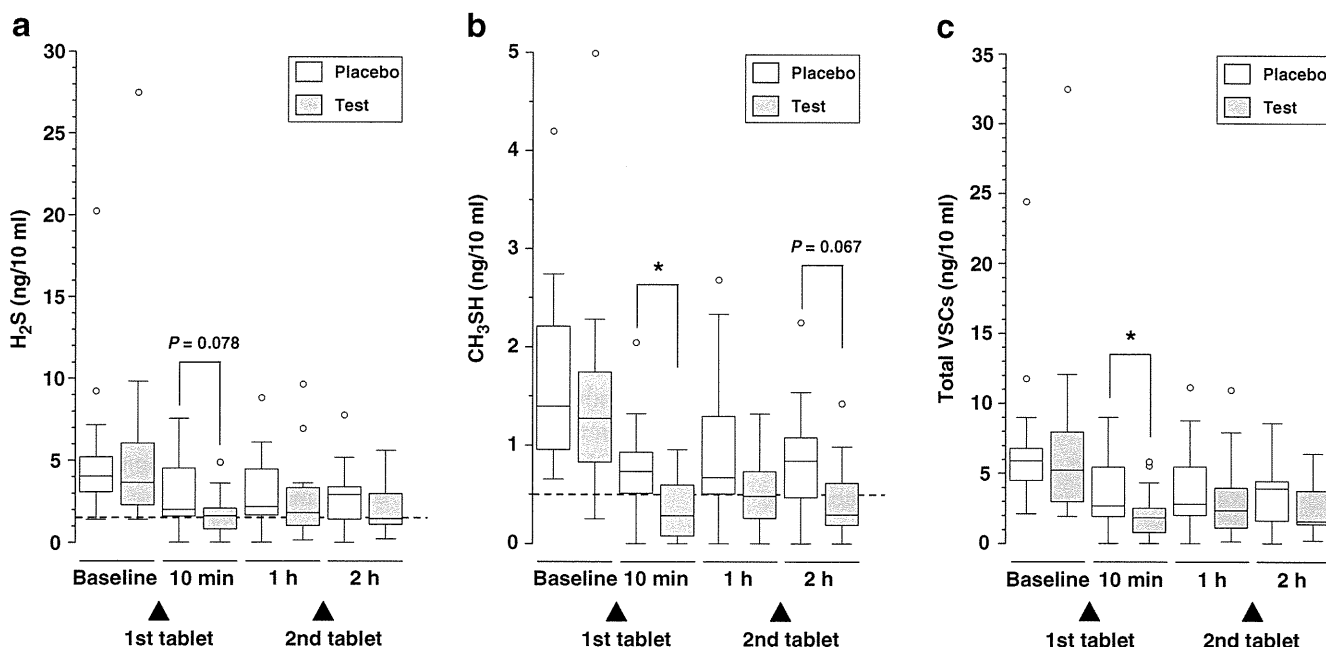 a
H2S (ng/10 ml)
30
25
20
15
10
5
0
Placebo
Test
P = 0.078
Baseline 10 min 1 h 2 h
1st tablet 2nd tablet
b
CH3SH (ng/10 ml)
5
4
3
2
1
0
Placebo
Test
*
P = 0.067
Baseline 10 min 1 h 2 h
1st tablet 2nd tablet
c
Total VSCs (ng/10 ml)
35
30
25
20
15
10
5
0
Placebo
Test
*
Baseline 10 min 1 h 2 h
1st tablet 2nd tablet